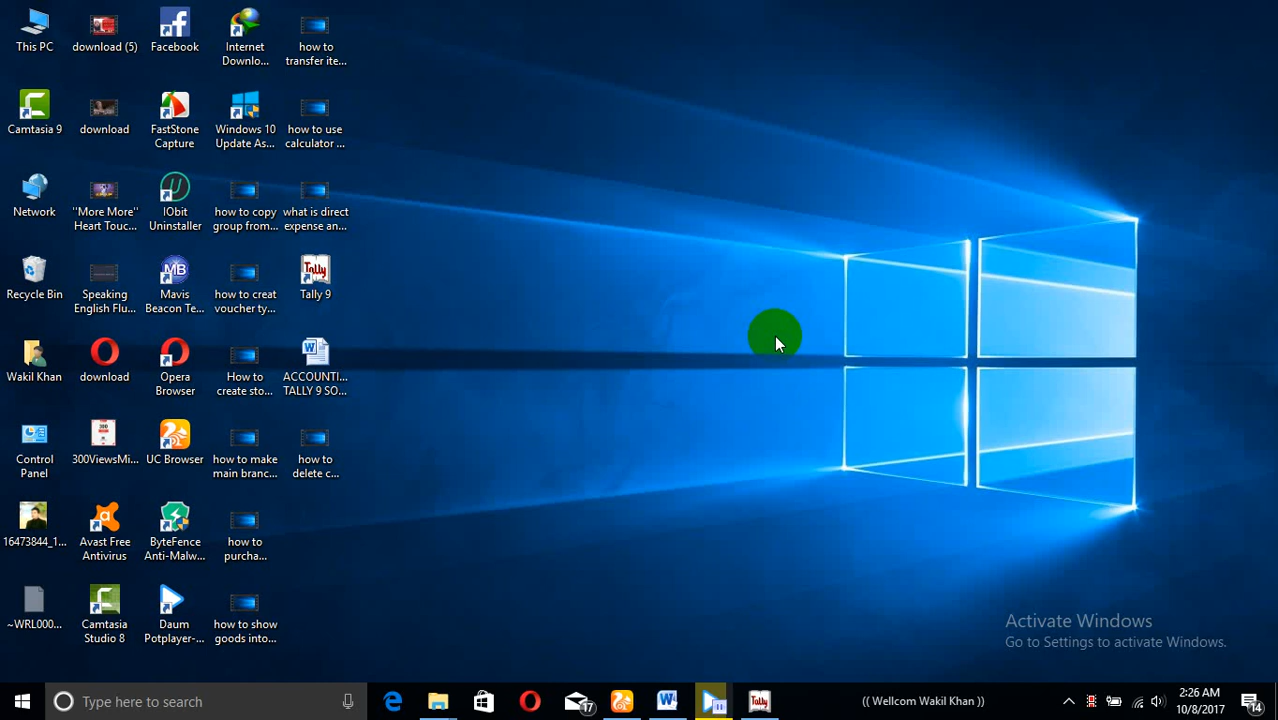 This PC
download (5)
Facebook
Internet
Downlo...
how to
transfer ite...
Camtasia 9
download
FastStone
Capture
Windows 10
Update As...
how to use
calculator ...
Network
"More More"
Heart Touc...
IObit
Uninstaller
how to copy
group from...
what is direct
expense an...
Recycle Bin
Speaking
English Flu...
MB
Mavis
Beacon Te...
how to creat
voucher ty...
Tally
Tally 9
Wakil Khan
download
Opera
Browser
How to
create sto...
ACCOUNTI...
TALLY 9 SO...
Control
Panel
300
300ViewsMi...
UC Browser
how to make
main branc...
how to
delete c...
16473844_1...
Avast Free
Antivirus
ByteFence
Anti-Malw...
how to
purcha...
~WRL000...
Camtasia
Studio 8
Daum
Potplayer-...
how to show
goods into...
Activate Windows
Go to Settings to activate Windows.
Type here to search
17
Tally
(( Wellcom Wakil Khan ))
2:26 AM
10/8/2017
14